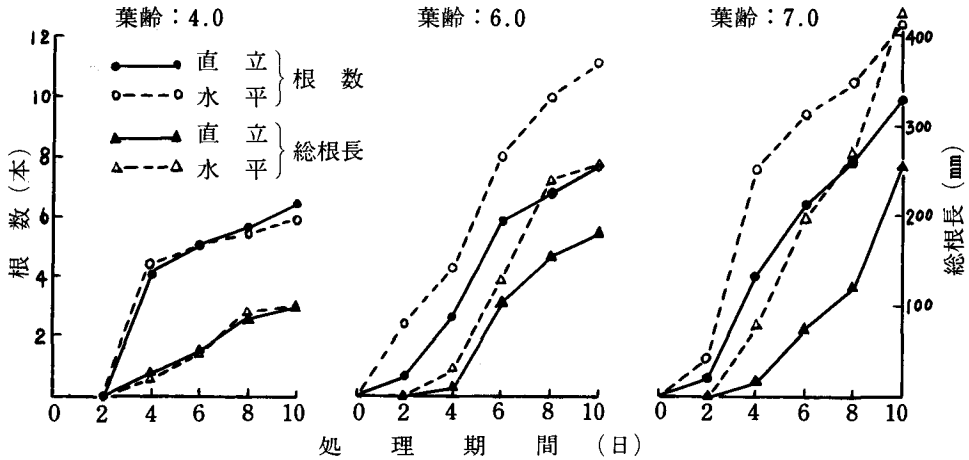 葉齢：4.0
葉齢：6.0
葉齢：7.0
直 立
水 平
根 数
直 立
水 平
総根長
根 数（本）
12
10
8
6
4
2
0 2 4 6 8 10
0 2 4 6 8 10
0 2 4 6 8 10
400
300
200
100
総根長（mm）
処 理 期 間（日）